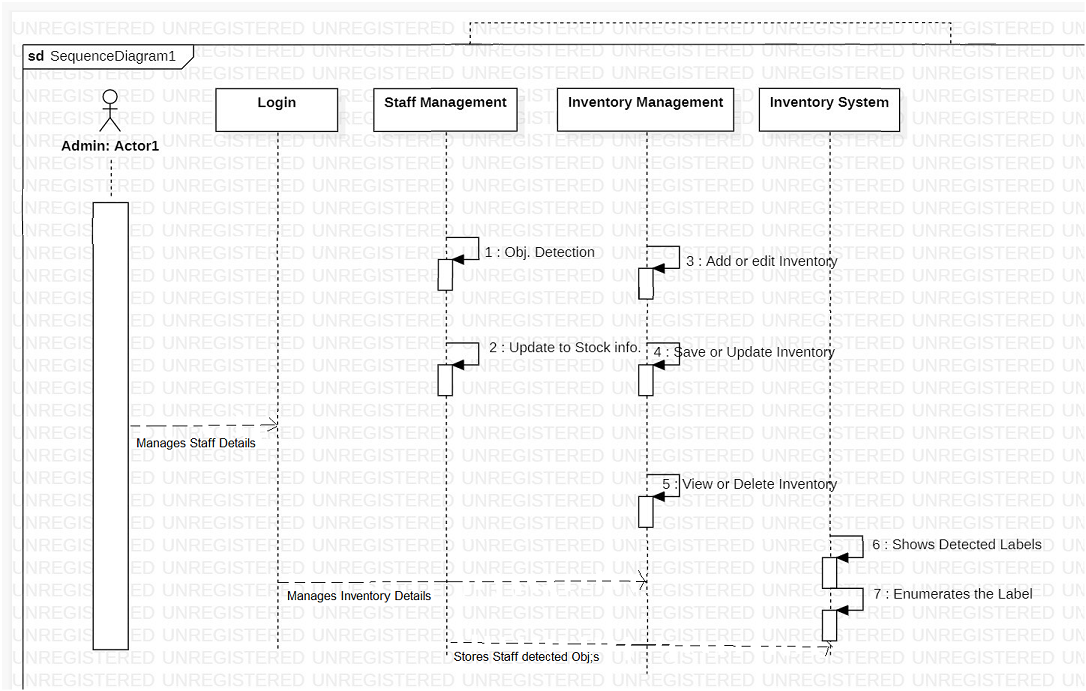 sd SequenceDiagram1
Admin: Actor1
Login
Staff Management
Inventory Management
Inventory System
1 : Obj. Detection
3 : Add or edit Inventory
2 : Update to Stock info.
4 : Save or Update Inventory
Manages Staff Details
5 : View or Delete Inventory
6 : Shows Detected Labels
Manages Inventory Details
7 : Enumerates the Label
Stores Staff detected Obj;s
UNREGISTERED